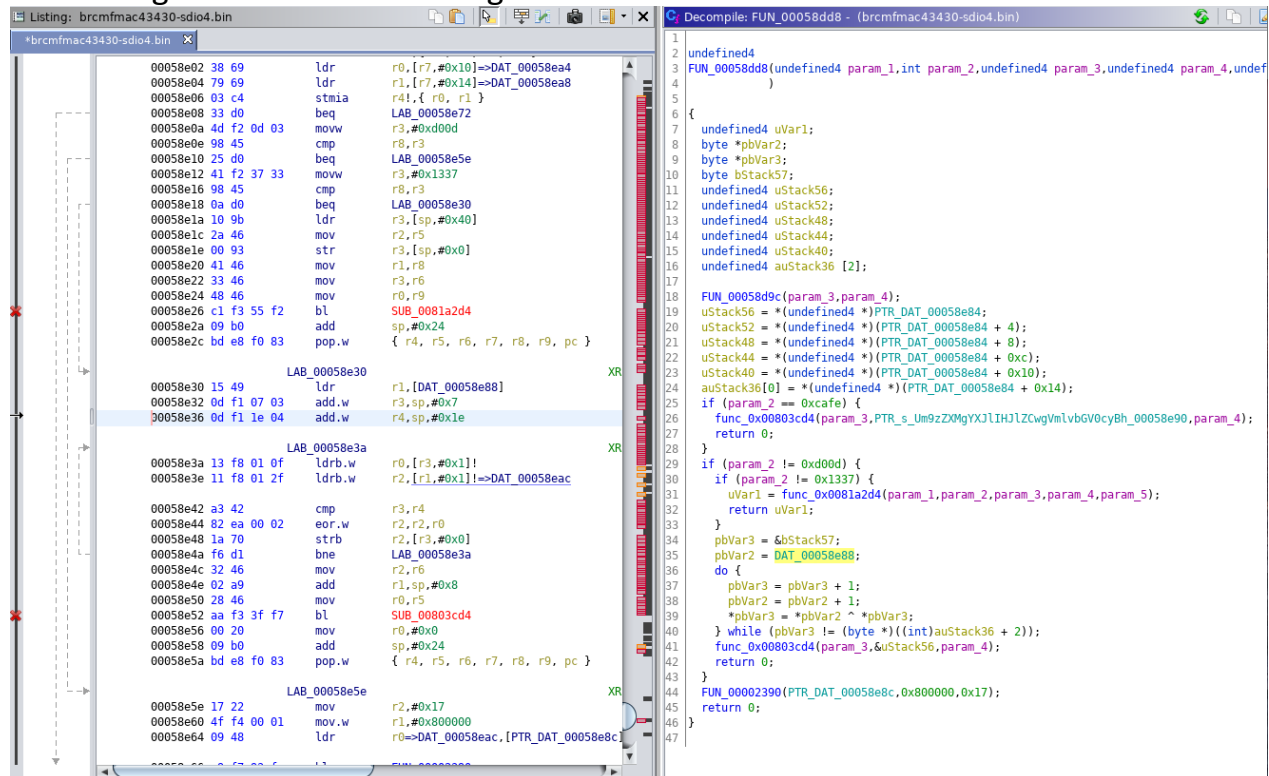 Listing: brcmfmac43430-sdio4.bin
*brcmfmac43430-sdio4.bin
00058e02 38 69 ldr r0,[r7,#0x10]=>DAT_00058ea4
00058e04 79 69 ldr r1,[r7,#0x14]=>DAT_00058ea8
00058e06 03 c4 stmia r4!,{ r0, r1 }
00058e08 33 d0 beq LAB_00058e72
00058e0a 4d f2 0d 03 movw r3,#0xd00d
00058e0e 98 45 cmp r8,r3
00058e10 25 d0 beq LAB_00058e5e
00058e12 41 f2 37 33 movw r3,#0x1337
00058e16 98 45 cmp r8,r3
00058e18 0a d0 beq LAB_00058e30
00058e1a 10 9b ldr r3,[sp,#0x40]
00058e1c 2a 46 mov r2,r5
00058e1e 00 93 str r3,[sp,#0x0]
00058e20 41 46 mov r1,r8
00058e22 33 46 mov r3,r6
00058e24 48 46 mov r0,r9
00058e26 c1 f3 55 f2 bl SUB_0081a2d4
00058e2a 09 b0 add sp,#0x24
00058e2c bd e8 f0 83 pop.w { r4, r5, r6, r7, r8, r9, pc }
LAB_00058e30 XR
00058e30 15 49 ldr r1,[DAT_00058e88]
00058e32 0d f1 07 03 add.w r3,sp,#0x7
00058e36 0d f1 1e 04 add.w r4,sp,#0x1e
LAB_00058e3a XR
00058e3a 13 f8 01 0f ldrb.w r0,[r3,#0x1]!
00058e3e 11 f8 01 2f ldrb.w r2,[r1,#0x1]!=>DAT_00058eac
00058e42 a3 42 cmp r3,r4
00058e44 82 ea 00 02 eor.w r2,r2,r0
00058e48 1a 70 strb r2,[r3,#0x0]
00058e4a f6 d1 bne LAB_00058e3a
00058e4c 32 46 mov r2,r6
00058e4e 02 a9 add r1,sp,#0x8
00058e50 28 46 mov r0,r5
00058e52 aa f3 3f f7 bl SUB_00803cd4
00058e56 00 20 mov r0,#0x0
00058e58 09 b0 add sp,#0x24
00058e5a bd e8 f0 83 pop.w { r4, r5, r6, r7, r8, r9, pc }
LAB_00058e5e XR
00058e5e 17 22 mov r2,#0x17
00058e60 4f f4 00 01 mov.w r1,#0x800000
00058e64 09 48 ldr r0=>DAT_00058eac,[PTR_DAT_00058e8c]
Decompile: FUN_00058dd8 - (brcmfmac43430-sdio4.bin)
1
2 undefined4
3 FUN_00058dd8(undefined4 param_1,int param_2,undefined4 param_3,undefined4 param_4,undef
4 )
5
6 {
7 undefined4 uVar1;
8 byte *pbVar2;
9 byte *pbVar3;
10 byte bStack57;
11 undefined4 uStack56;
12 undefined4 uStack52;
13 undefined4 uStack48;
14 undefined4 uStack44;
15 undefined4 uStack40;
16 undefined4 auStack36 [2];
17
18 FUN_00058d9c(param_3,param_4);
19 uStack56 = *(undefined4 *)PTR_DAT_00058e84;
20 uStack52 = *(undefined4 *)(PTR_DAT_00058e84 + 4);
21 uStack48 = *(undefined4 *)(PTR_DAT_00058e84 + 8);
22 uStack44 = *(undefined4 *)(PTR_DAT_00058e84 + 0xc);
23 uStack40 = *(undefined4 *)(PTR_DAT_00058e84 + 0x10);
24 auStack36[0] = *(undefined4 *)(PTR_DAT_00058e84 + 0x14);
25 if (param_2 == 0xcafe) {
26 func_0x00803cd4(param_3,PTR_s_Um9zZXMgYXJlIHJlZCwgVmlvbGV0cyBh_00058e90,param_4);
27 return 0;
28 }
29 if (param_2 != 0xd00d) {
30 if (param_2 != 0x1337) {
31 uVar1 = func_0x0081a2d4(param_1,param_2,param_3,param_4,param_5);
32 return uVar1;
33 }
34 pbVar3 = &bStack57;
35 pbVar2 = DAT_00058e88;
36 do {
37 pbVar3 = pbVar3 + 1;
38 pbVar2 = pbVar2 + 1;
39 *pbVar3 = *pbVar2 ^ *pbVar3;
40 } while (pbVar3 != (byte *)((int)auStack36 + 2));
41 func_0x00803cd4(param_3,&uStack56,param_4);
42 return 0;
43 }
44 FUN_00002390(PTR_DAT_00058e8c,0x800000,0x17);
45 return 0;
46 }
47